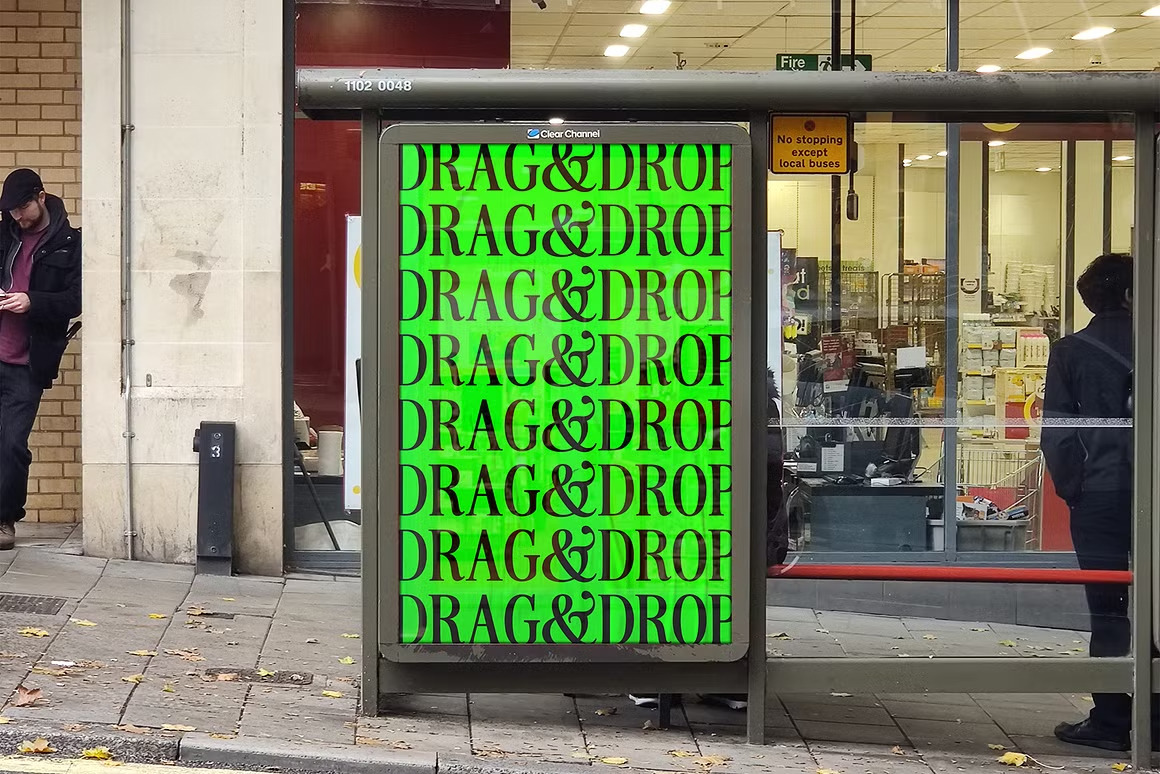 Fire
1102 0048
Clear Channel
No stopping
except
local buses
DRAG&DROP
DRAG&DROP
DRAG&DROP
DRAG&DROP
DRAG&DROP
DRAG&DROP
DRAG&DROP
DRAG&DROP
3